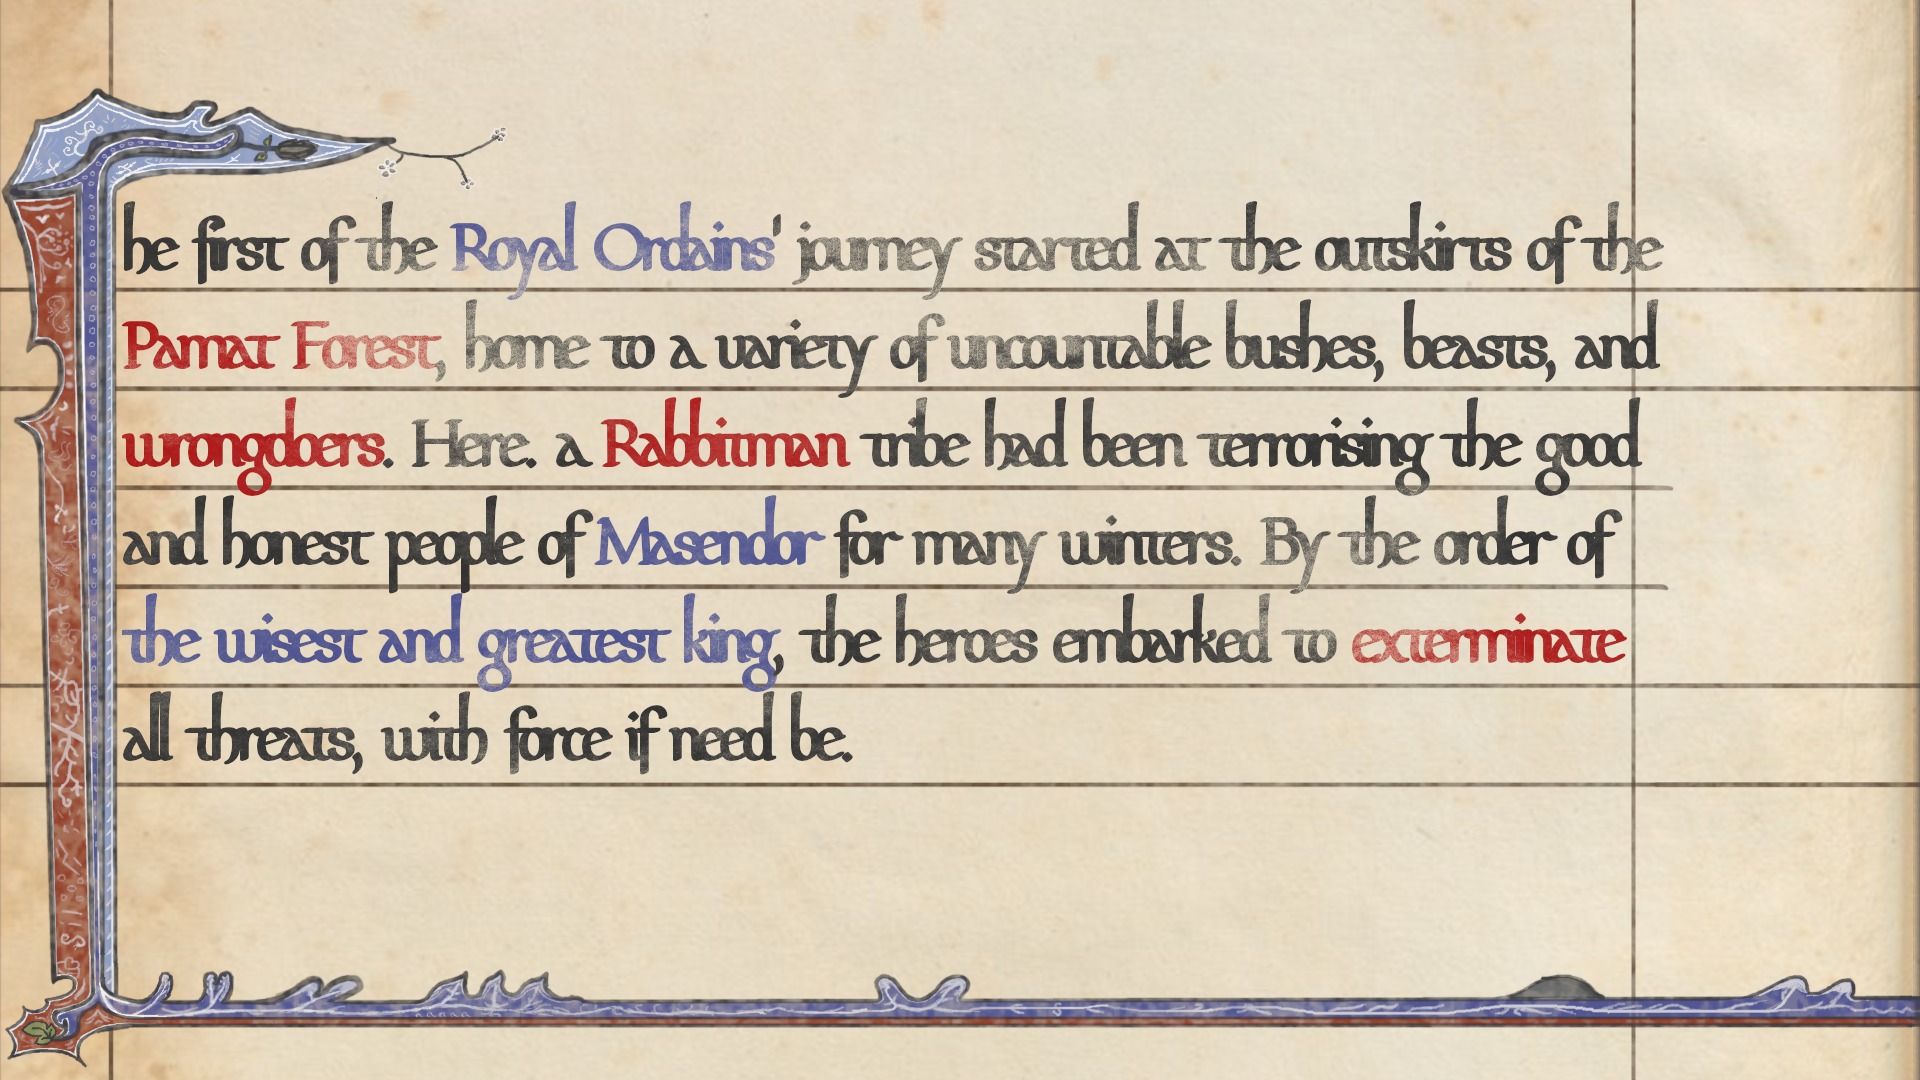 he first of the Royal Ordains' journey started at the outskirts of the
Pamat Forest, home to a variety of uncountable bushes, beasts, and
wrongdoers. Here. a Rabbitman tribe had been terrorising the good
and honest people of Masendor for many winters. By the order of
the wisest and greatest king, the heroes embarked to exterminate
all threats, with force if need be.